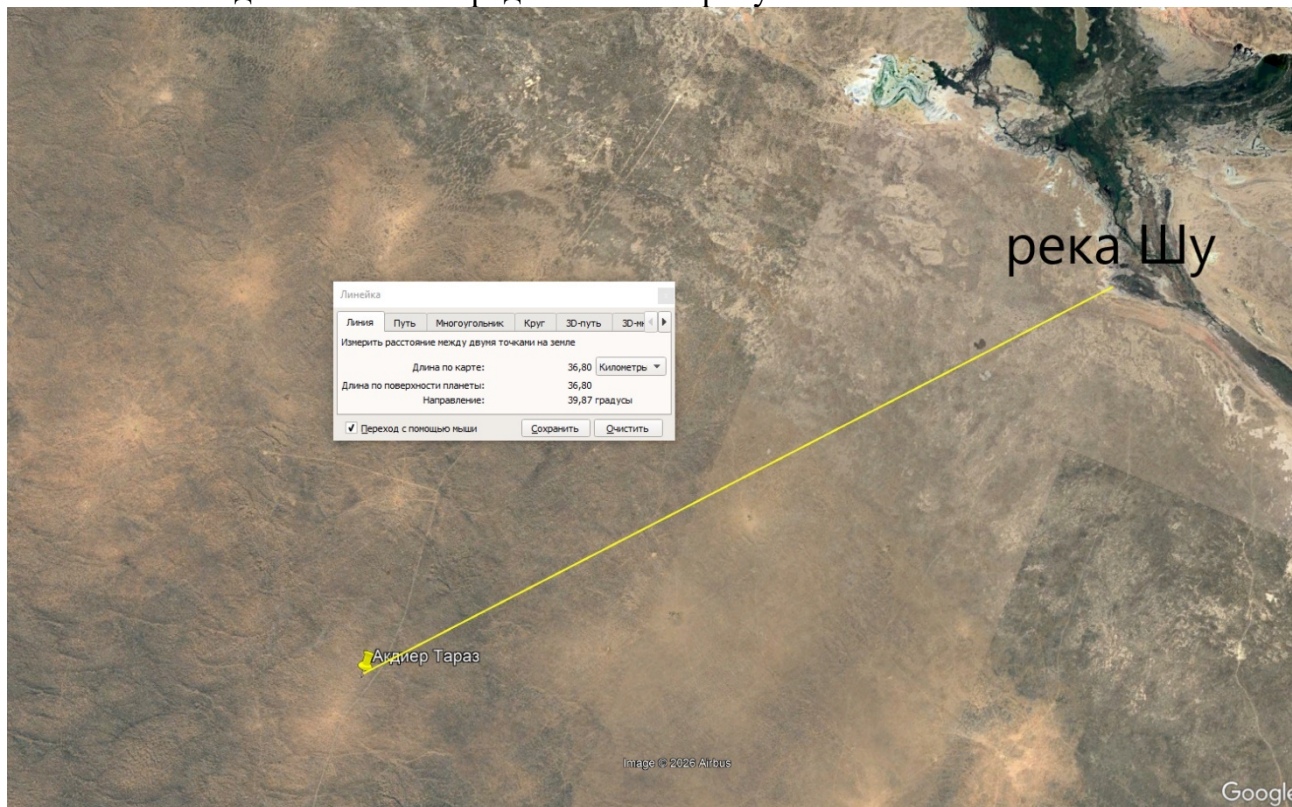 река Шу
Линейка
Линия Путь Многоугольник Круг 3D-путь 3D-мн
Измерить расстояние между двумя точками на земле
Длина по карте: 36,80 Километры
Длина по поверхности планеты: 36,80
Направление: 39,87 градусы
Переход с помощью мыши Сохранить Очистить
Акдиер Тараз
Image © 2026 Airbus
Google